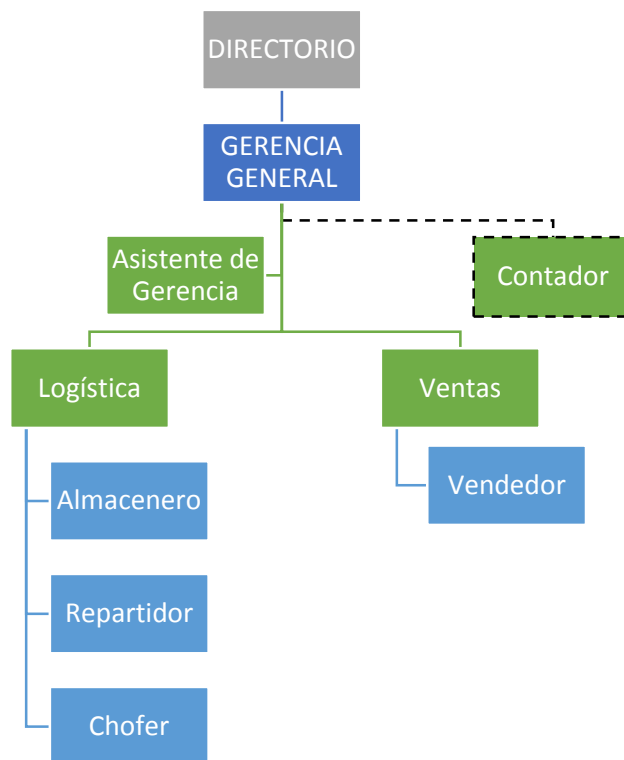 DIRECTORIO
GERENCIA
GENERAL
Asistente de
Gerencia
Contador
Logística
Ventas
Almacenero
Vendedor
Repartidor
Chofer